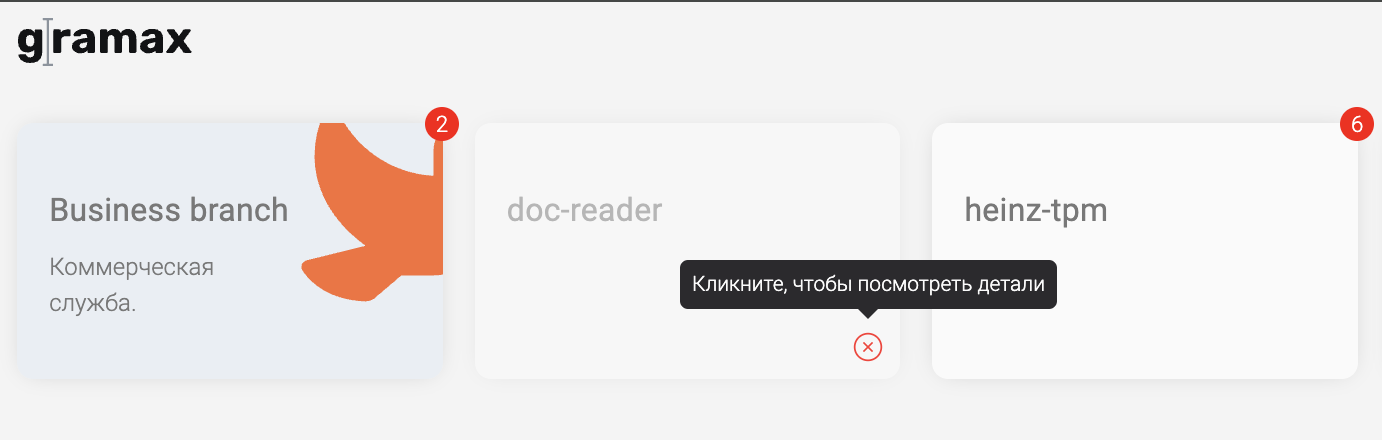 gramax
2
6
Business branch
doc-reader
heinz-tpm
Коммерческая
служба.
Кликните, чтобы посмотреть детали